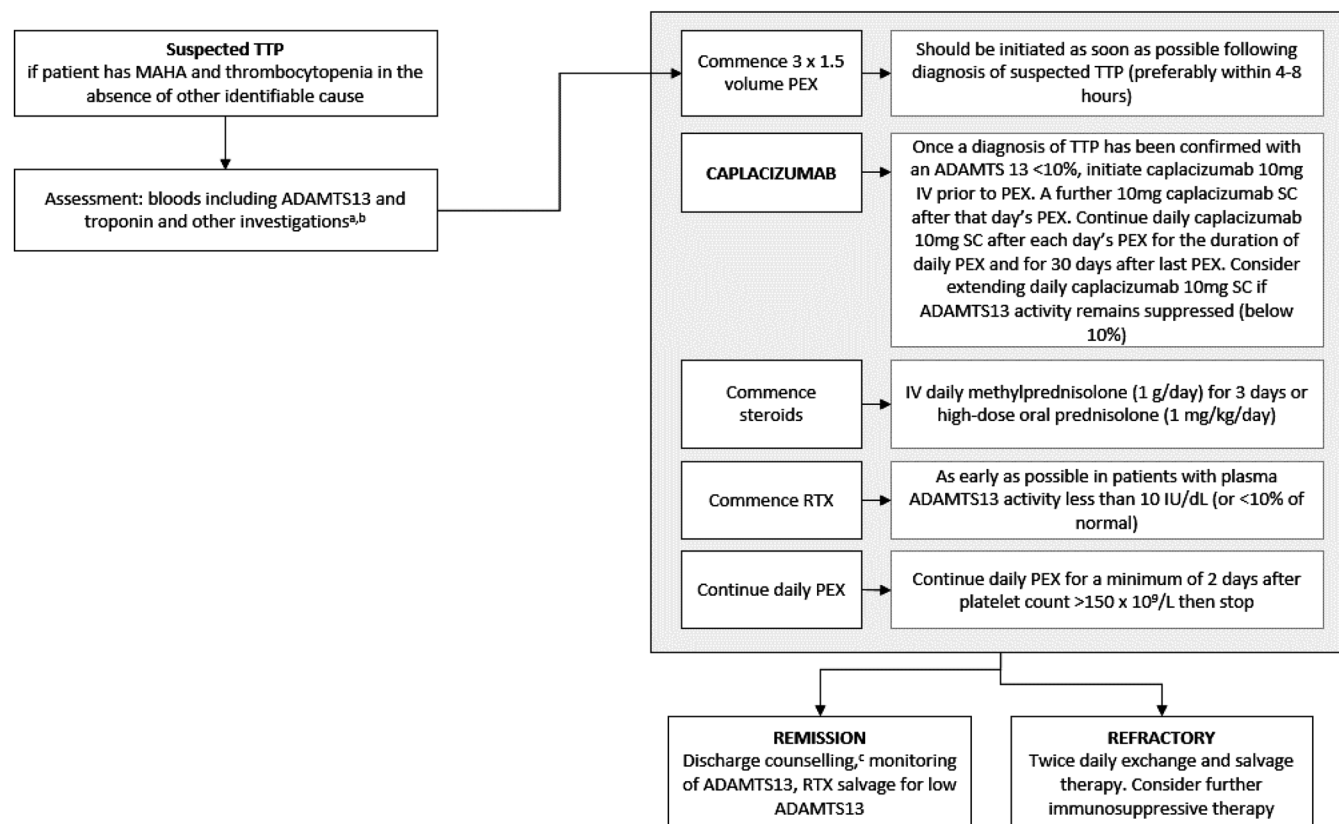 Suspected TTP
if patient has MAHA and thrombocytopenia in the
absence of other identifiable cause
Assessment: bloods including ADAMTS13 and
troponin and other investigationsᵃ,ᵇ
Commence 3 x 1.5
volume PEX
Should be initiated as soon as possible following
diagnosis of suspected TTP (preferably within 4-8
hours)
CAPLACIZUMAB
Once a diagnosis of TTP has been confirmed with
an ADAMTS 13 <10%, initiate caplacizumab 10mg
IV prior to PEX. A further 10mg caplacizumab SC
after that day's PEX. Continue daily caplacizumab
10mg SC after each day's PEX for the duration of
daily PEX and for 30 days after last PEX. Consider
extending daily caplacizumab 10mg SC if
ADAMTS13 activity remains suppressed (below
10%)
Commence
steroids
IV daily methylprednisolone (1 g/day) for 3 days or
high-dose oral prednisolone (1 mg/kg/day)
Commence RTX
As early as possible in patients with plasma
ADAMTS13 activity less than 10 IU/dL (or <10% of
normal)
Continue daily PEX
Continue daily PEX for a minimum of 2 days after
platelet count >150 x 10⁹/L then stop
REMISSION
Discharge counselling,ᶜ monitoring
of ADAMTS13, RTX salvage for low
ADAMTS13
REFRACTORY
Twice daily exchange and salvage
therapy. Consider further
immunosuppressive therapy